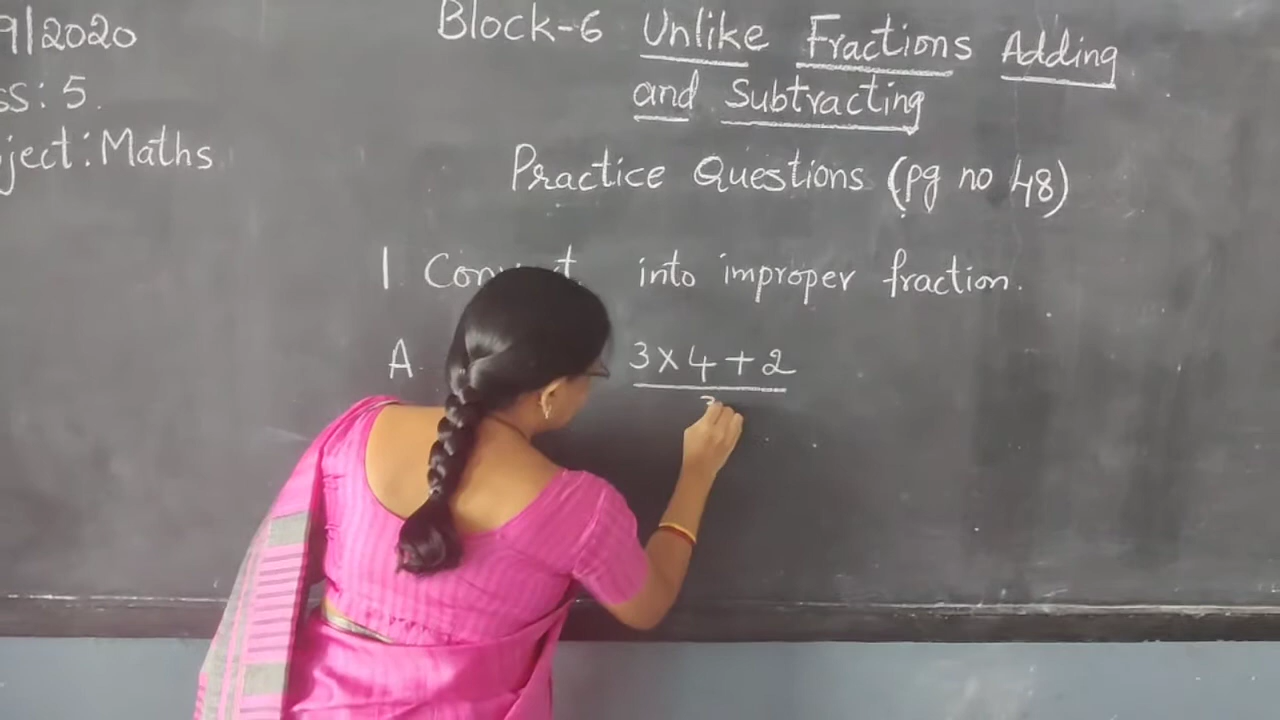 9/2020
ss: 5.
ject: Maths
Block-6 Unlike Fractions Adding
and Subtracting
Practice Questions (pg no 48)
1. into improper fraction.
A 3×4+2